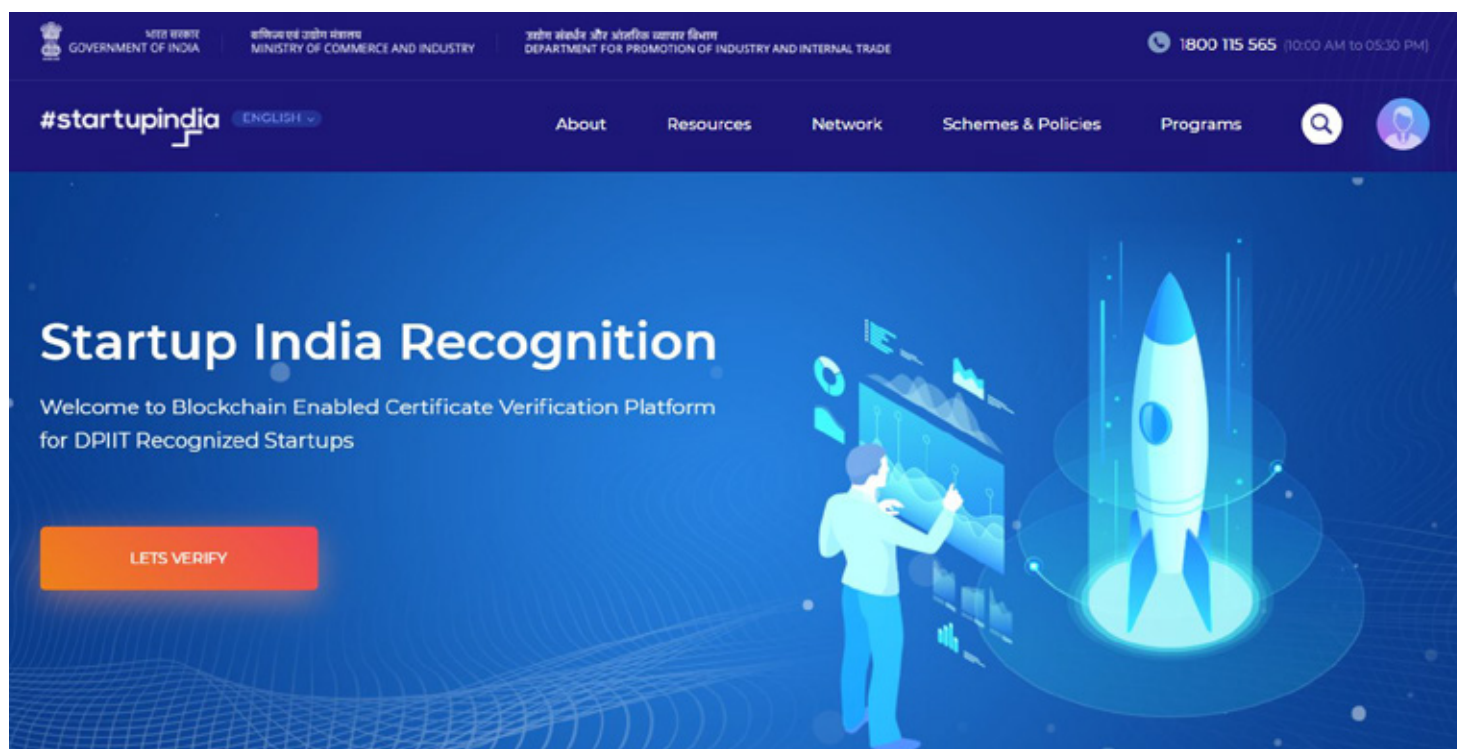 भारत सरकार
GOVERNMENT OF INDIA
वाणिज्य एवं उद्योग मंत्रालय
MINISTRY OF COMMERCE AND INDUSTRY
उद्योग संवर्धन और आंतरिक व्यापार विभाग
DEPARTMENT FOR PROMOTION OF INDUSTRY AND INTERNAL TRADE
1800 115 565 (10:00 AM to 05:30 PM)
#startupindia
ENGLISH
About
Resources
Network
Schemes & Policies
Programs
Startup India Recognition
Welcome to Blockchain Enabled Certificate Verification Platform
for DPIIT Recognized Startups
LETS VERIFY